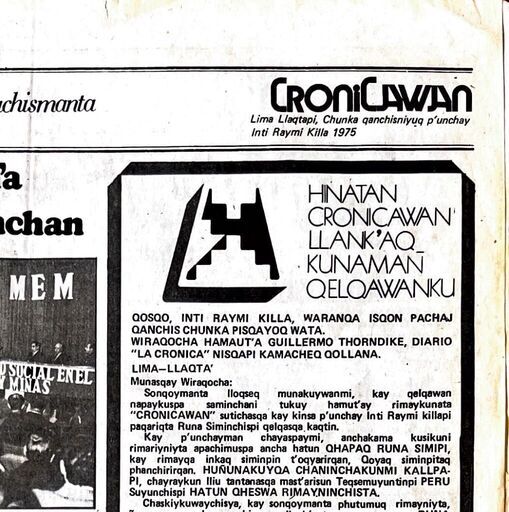 chismanta
CRONICAWAN
Lima Llaqtapi, Chunka qanchisniyuq p'unchay
Inti Raymi Killa 1975
'a
chan
MEM
SOCIAL EN EL
Y MINAS
HINATAN
CRONICAWAN
LLANK'AQ_
KUNAMAN
QELQAWANKU
QOSQO, INTI RAYMI KILLA, WARANQA ISQON PACHAJ
QANCHIS CHUNKA PISQAYOQ WATA.
WIRAQOCHA HAMAUT'A GUILLERMO THORNDIKE, DIARIO
"LA CRONICA" NISQAPI KAMACHEQ QOLLANA.
LIMA—LLAQTA'
Munasqay Wiraqocha:
Sonqoymanta lloqseq munakuywanmi, kay qelqawan
napaykuspa saminchani tukuy hamut'ay rimaykunata
"CRONICAWAN" sutichasqa kay kinsa p'unchay Inti Raymi killapi
paqariqta Runa Siminchispi qelqasqa kaqtin.
Kay p'unchayman chayaspaymi, anchakama kusikuni
rimariyniyta apachimuspa ancha hatun QHAPAQ RUNA SIMIPI,
kay rimayqa inkaq siminpin t'oqyarirqan, Qoyaq siminpitaq
phanchirirqan. HUÑUNAKUYQA CHANINCHAKUNMI KALLPA-
PI, chayraykun lliu tantanasqa mast'arisun Teqsemuyuntinpi PERU
Suyunchispi HATUN QHESWA RIMAYNINCHISTA.
Chaskiykuwaychisya, kay sonqoymanta phutumuq rimayniyta,